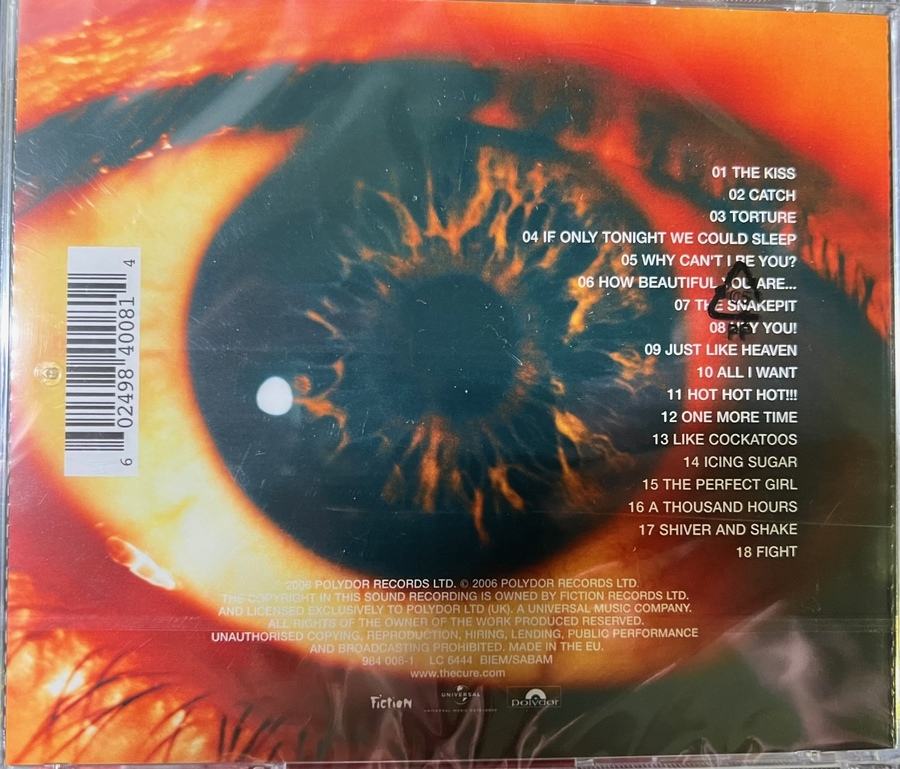 01 THE KISS
02 CATCH
03 TORTURE
04 IF ONLY TONIGHT WE COULD SLEEP
05 WHY CAN'T I BE YOU?
06 HOW BEAUTIFUL YOU ARE...
07 THE SNAKEPIT
08 HEY YOU!
09 JUST LIKE HEAVEN
10 ALL I WANT
11 HOT HOT HOT!!!
12 ONE MORE TIME
13 LIKE COCKATOOS
14 ICING SUGAR
15 THE PERFECT GIRL
16 A THOUSAND HOURS
17 SHIVER AND SHAKE
18 FIGHT
6 02498 40081 4
2006 POLYDOR RECORDS LTD. © 2006 POLYDOR RECORDS LTD.
THE COPYRIGHT IN THIS SOUND RECORDING IS OWNED BY FICTION RECORDS LTD.
AND LICENSED EXCLUSIVELY TO POLYDOR LTD (UK). A UNIVERSAL MUSIC COMPANY.
ALL RIGHTS OF THE OWNER OF THE WORK PRODUCED RESERVED.
UNAUTHORISED COPYING, REPRODUCTION, HIRING, LENDING, PUBLIC PERFORMANCE
AND BROADCASTING PROHIBITED. MADE IN THE EU.
984 008-1 LC 6444 BIEM/SABAM
www.thecure.com
Fiction UNIVERSAL polydor